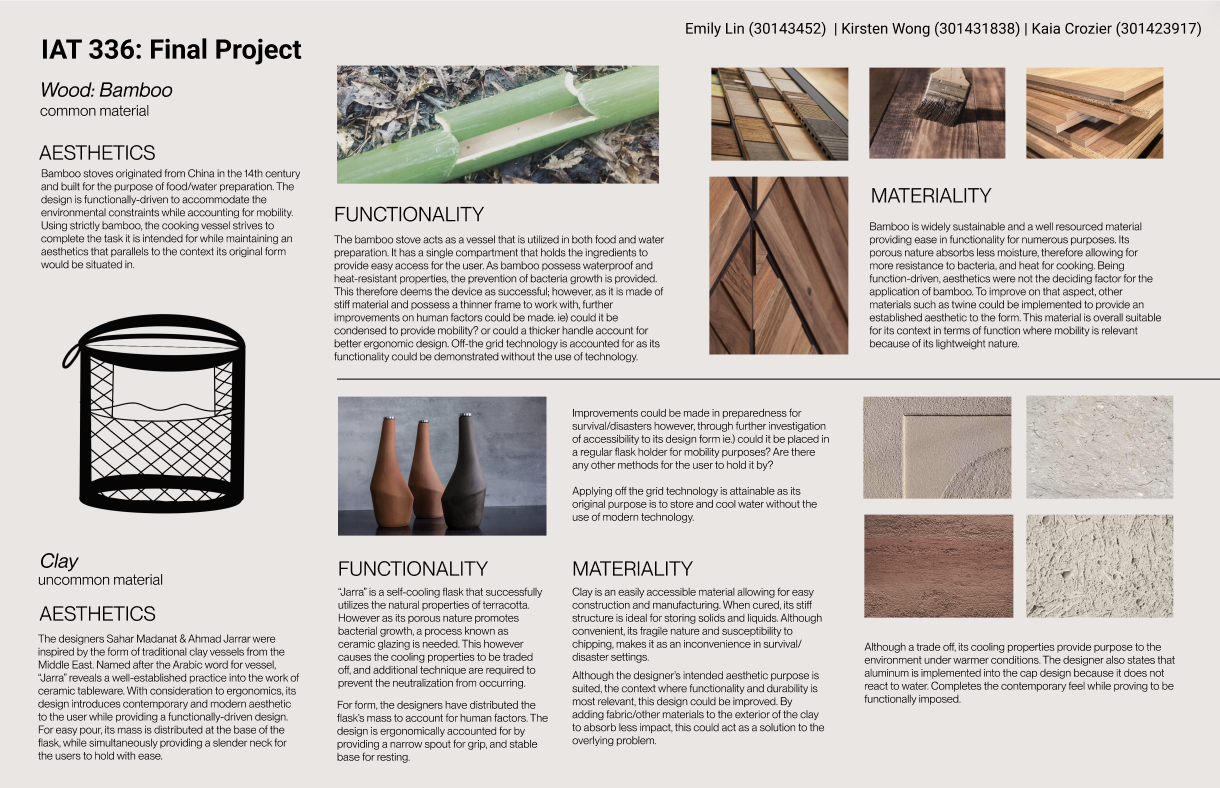 Emily Lin (30143452) | Kirsten Wong (301431838) | Kaia Crozier (301423917)
IAT 336: Final Project
Wood: Bamboo
common material
AESTHETICS
Bamboo stoves originated from China in the 14th century
and built for the purpose of food/water preparation. The
design is functionally-driven to accommodate the
environmental constraints while accounting for mobility.
Using strictly bamboo, the cooking vessel strives to
complete the task it is intended for while maintaining an
aesthetics that parallels to the context its original form
would be situated in.
FUNCTIONALITY
The bamboo stove acts as a vessel that is utilized in both food and water
preparation. It has a single compartment that holds the ingredients to
provide easy access for the user. As bamboo possess waterproof and
heat-resistant properties, the prevention of bacteria growth is provided.
This therefore deems the device as successful; however, as it is made of
stiff material and possess a thinner frame to work with, further
improvements on human factors could be made. ie) could it be
condensed to provide mobility? or could a thicker handle account for
better ergonomic design. Off-the grid technology is accounted for as its
functionality could be demonstrated without the use of technology.
MATERIALITY
Bamboo is widely sustainable and a well resourced material
providing ease in functionality for numerous purposes. Its
porous nature absorbs less moisture, therefore allowing for
more resistance to bacteria, and heat for cooking. Being
function-driven, aesthetics were not the deciding factor for the
application of bamboo. To improve on that aspect, other
materials such as twine could be implemented to provide an
established aesthetic to the form. This material is overall suitable
for its context in terms of function where mobility is relevant
because of its lightweight nature.
Clay
uncommon material
AESTHETICS
The designers Sahar Madanat & Ahmad Jarrar were
inspired by the form of traditional clay vessels from the
Middle East. Named after the Arabic word for vessel,
“Jarra” reveals a well-established practice into the work of
ceramic tableware. With consideration to ergonomics, its
design introduces contemporary and modern aesthetic
to the user while providing a functionally-driven design.
For easy pour, its mass is distributed at the base of the
flask, while simultaneously providing a slender neck for
the users to hold with ease.
FUNCTIONALITY
“Jarra” is a self-cooling flask that successfully
utilizes the natural properties of terracotta.
However as its porous nature promotes
bacterial growth, a process known as
ceramic glazing is needed. This however
causes the cooling properties to be traded
off, and additional technique are required to
prevent the neutralization from occurring.
For form, the designers have distributed the
flask’s mass to account for human factors. The
design is ergonomically accounted for by
providing a narrow spout for grip, and stable
base for resting.
Improvements could be made in preparedness for
survival/disasters however, through further investigation
of accessibility to its design form ie.) could it be placed in
a regular flask holder for mobility purposes? Are there
any other methods for the user to hold it by?
Applying off the grid technology is attainable as its
original purpose is to store and cool water without the
use of modern technology.
MATERIALITY
Clay is an easily accessible material allowing for easy
construction and manufacturing. When cured, its stiff
structure is ideal for storing solids and liquids. Although
convenient, its fragile nature and susceptibility to
chipping, makes it as an inconvenience in survival/
disaster settings.
Although the designer’s intended aesthetic purpose is
suited, the context where functionality and durability is
most relevant, this design could be improved. By
adding fabric/other materials to the exterior of the clay
to absorb less impact, this could act as a solution to the
overlying problem.
Although a trade off, its cooling properties provide purpose to the
environment under warmer conditions. The designer also states that
aluminum is implemented into the cap design because it does not
react to water. Completes the contemporary feel while proving to be
functionally imposed.